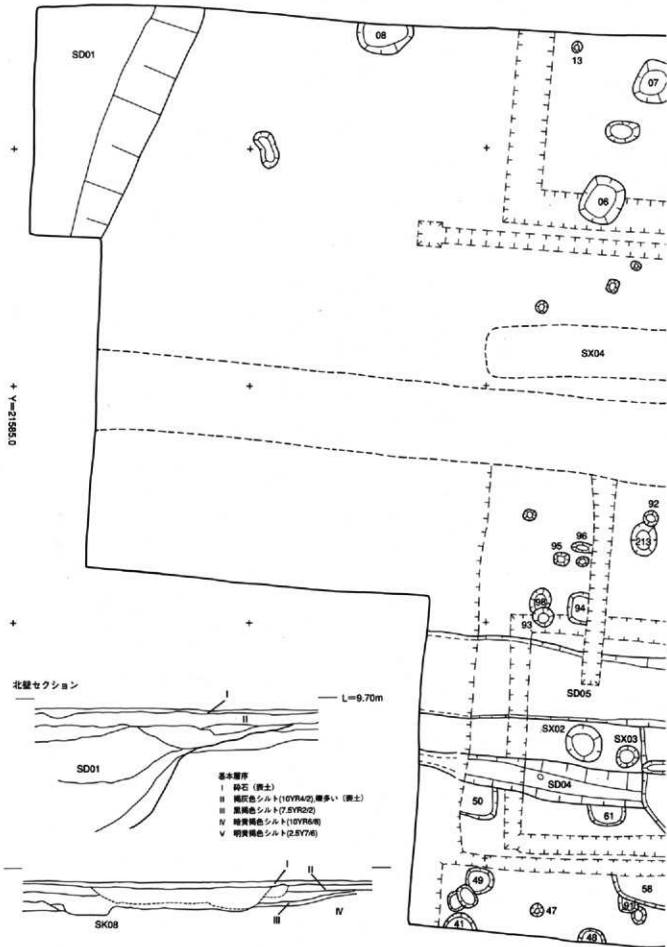 SD01
08
13
07
06
SX04
Y=21585.0
92
213
96
95
98
94
93
SD05
SX02
SX03
SD04
50
61
49
58
91
47
41
48
北壁セクション
I
L=9.70m
II
SD01
基本層序
I 砕石（表土）
II 褐灰色シルト(10YR4/2),礫多い（表土）
III 黒褐色シルト(7.5YR2/2)
IV 暗黄褐色シルト(10YR6/8)
V 明黄褐色シルト(2.5Y7/6)
I
II
III
IV
SK08